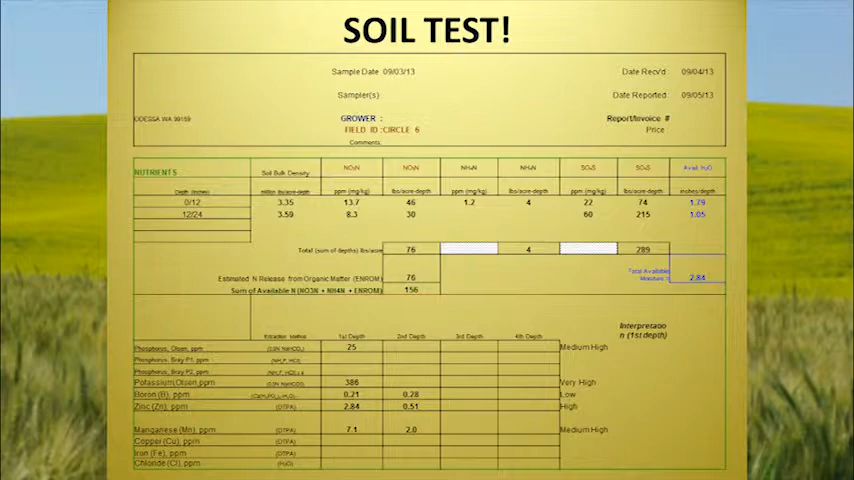 SOIL TEST!
Sample Date: 09/03/13 Date Rec'd: 09/04/13
Sampler(s): Date Reported: 09/05/13
ODESSA WA 99159 GROWER : Report/Invoice #
FIELD ID :CIRCLE 6 Price :
Comments:
NUTRIENTS Soil Bulk Density NO3N NO3N NH4N NH4N SO4S SO4S Avail. H2O
Depth (inches) million lbs/acre-depth ppm (mg/kg) lbs/acre-depth ppm (mg/kg) lbs/acre-depth ppm (mg/kg) lbs/acre-depth inches/depth
0/12 3.35 13.7 46 1.2 4 22 74 1.79
12/24 3.59 8.3 30 60 215 1.05
Total (sum of depths) lbs/acre 76 4 289
Total Available
Estimated N Release from Organic Matter (ENROM) 76 Moisture 2.84
Sum of Available N (NO3N + NH4N + ENROM) 156
Interpretatio
n (1st depth)
Extraction Method 1st Depth 2nd Depth 3rd Depth 4th Depth
Phosphorus, Olsen, ppm 25 Medium High
Phosphorus, Bray P1, ppm
Phosphorus, Bray P2, ppm
Potassium,Olsen,ppm 386 Very High
Boron (B), ppm 0.21 0.28 Low
Zinc (Zn), ppm (DTPA) 2.84 0.51 High
Manganese (Mn), ppm (DTPA) 7.1 2.0 Medium High
Copper (Cu), ppm (DTPA)
Iron (Fe), ppm (DTPA)
Chloride (Cl), ppm (H2O)